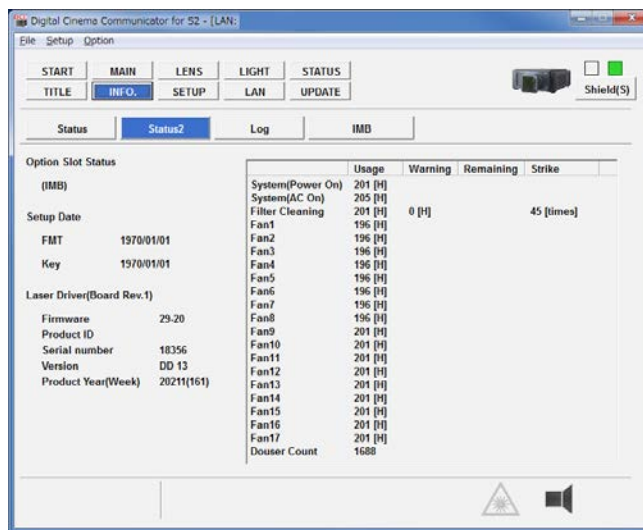 Digital Cinema Communicator for S2 - [LAN:
File Setup Option
START MAIN LENS LIGHT STATUS
TITLE INFO. SETUP LAN UPDATE
Shield(S)
Status Status2 Log IMB
Option Slot Status
(IMB)
Setup Date
FMT 1970/01/01
Key 1970/01/01
Laser Driver(Board Rev.1)
Firmware 29-20
Product ID
Serial number 18356
Version DD 13
Product Year(Week) 20211(161)
Usage Warning Remaining Strike
System(Power On) 201 [H]
System(AC On) 205 [H]
Filter Cleaning 201 [H] 0 [H] 45 [times]
Fan1 196 [H]
Fan2 196 [H]
Fan3 196 [H]
Fan4 196 [H]
Fan5 196 [H]
Fan6 196 [H]
Fan7 196 [H]
Fan8 196 [H]
Fan9 201 [H]
Fan10 201 [H]
Fan11 201 [H]
Fan12 201 [H]
Fan13 201 [H]
Fan14 201 [H]
Fan15 201 [H]
Fan16 201 [H]
Fan17 201 [H]
Douser Count 1688